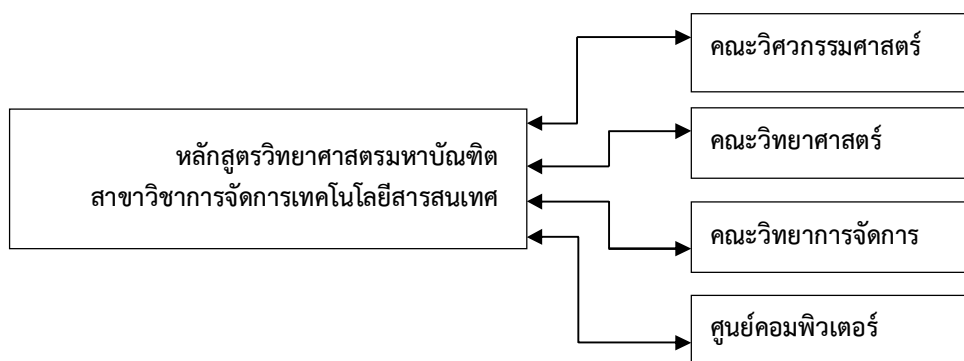 คณะวิศวกรรมศาสตร์
หลักสูตรวิทยาศาสตรมหาบัณฑิต
สาขาวิชาการจัดการเทคโนโลยีสารสนเทศ
คณะวิทยาศาสตร์
คณะวิทยาการจัดการ
ศูนย์คอมพิวเตอร์